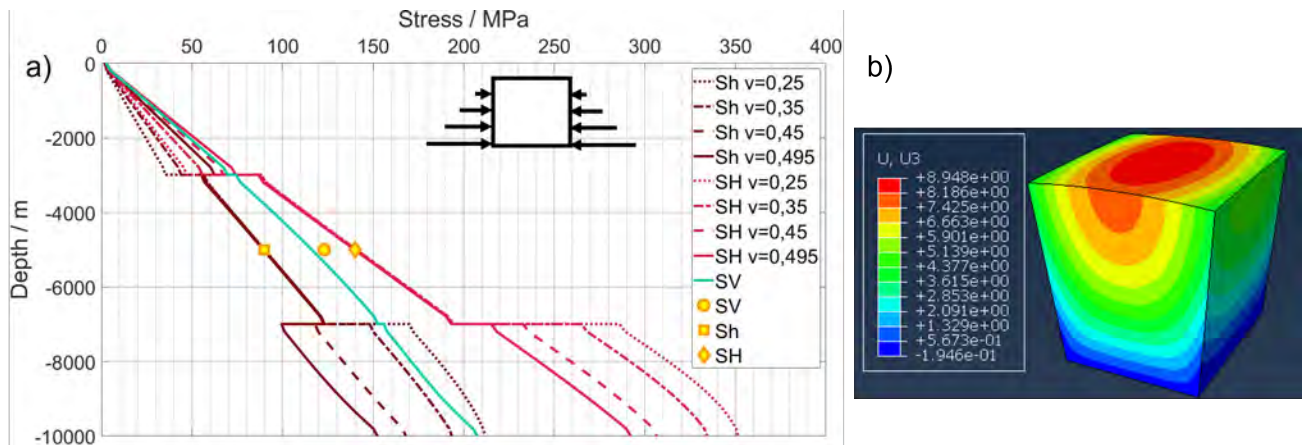 Stress / MPa
0 50 100 150 200 250 300 350 400
a)
Depth / m
0
-2000
-4000
-6000
-8000
-10000
Sh v=0,25
Sh v=0,35
Sh v=0,45
Sh v=0,495
SH v=0,25
SH v=0,35
SH v=0,45
SH v=0,495
SV
SV
Sh
SH
b)
U, U3
+8.948e+00
+8.186e+00
+7.425e+00
+6.663e+00
+5.901e+00
+5.139e+00
+4.377e+00
+3.615e+00
+2.853e+00
+2.091e+00
+1.329e+00
+5.673e-01
-1.946e-01